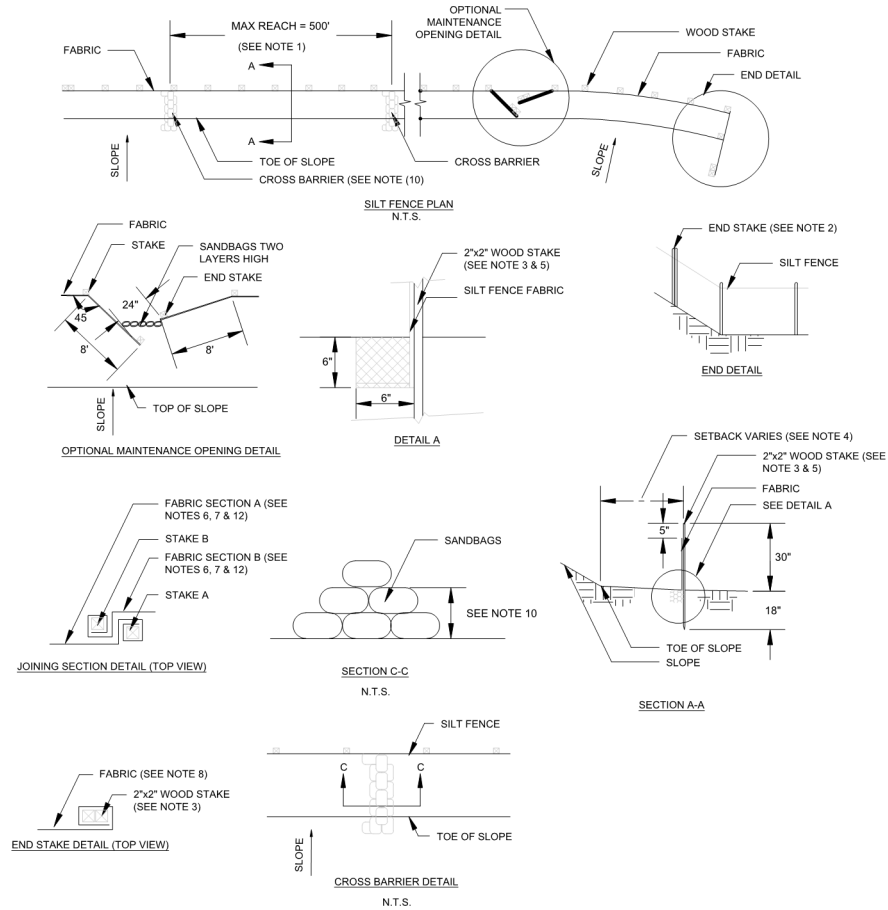 OPTIONAL
MAINTENANCE
OPENING DETAIL
MAX REACH = 500'
(SEE NOTE 1)
WOOD STAKE
FABRIC
FABRIC
END DETAIL
A
A
SLOPE
TOE OF SLOPE
CROSS BARRIER (SEE NOTE (10)
CROSS BARRIER
SLOPE
SILT FENCE PLAN
N.T.S.
FABRIC
STAKE
SANDBAGS TWO
LAYERS HIGH
END STAKE
24"
45
8'
8'
SLOPE
TOP OF SLOPE
OPTIONAL MAINTENANCE OPENING DETAIL
2"x2" WOOD STAKE
(SEE NOTE 3 & 5)
SILT FENCE FABRIC
6"
6"
DETAIL A
END STAKE (SEE NOTE 2)
SILT FENCE
END DETAIL
SETBACK VARIES (SEE NOTE 4)
2"x2" WOOD STAKE (SEE
NOTE 3 & 5)
FABRIC
SEE DETAIL A
5"
30"
18"
TOE OF SLOPE
SLOPE
SECTION A-A
FABRIC SECTION A (SEE
NOTES 6, 7 & 12)
STAKE B
FABRIC SECTION B (SEE
NOTES 6, 7 & 12)
STAKE A
JOINING SECTION DETAIL (TOP VIEW)
SANDBAGS
SEE NOTE 10
SECTION C-C
N.T.S.
FABRIC (SEE NOTE 8)
2"x2" WOOD STAKE
(SEE NOTE 3)
END STAKE DETAIL (TOP VIEW)
SILT FENCE
C
C
SLOPE
TOE OF SLOPE
CROSS BARRIER DETAIL
N.T.S.